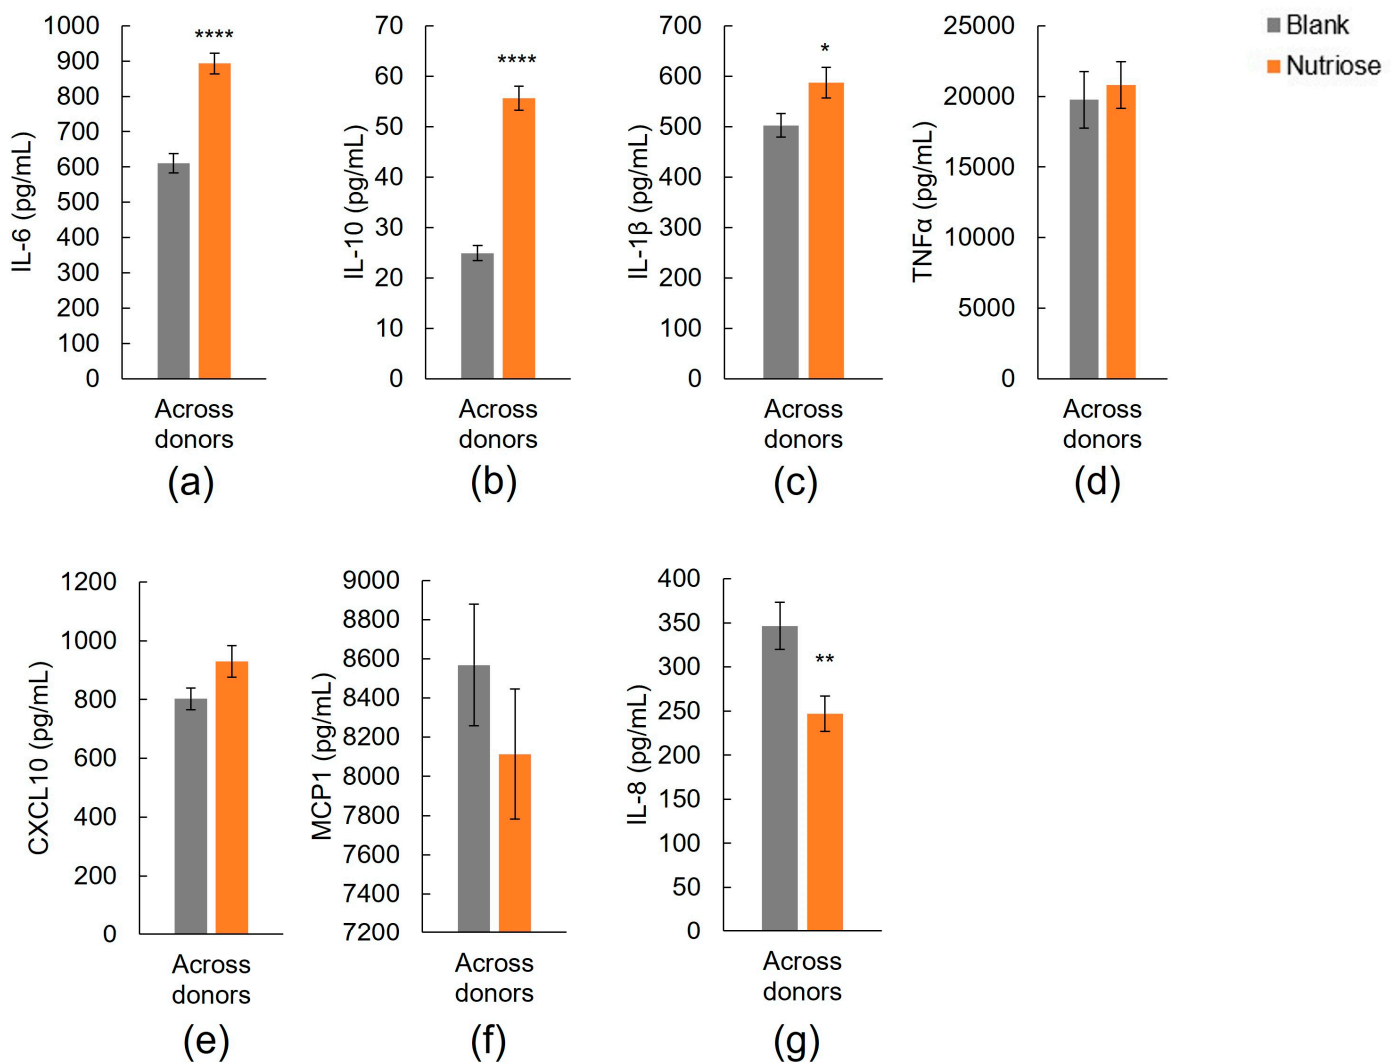 Blank
Nutriose
IL-6 (pg/mL)
1000
900
800
700
600
500
400
300
200
100
0
****
Across
donors
(a)
IL-10 (pg/mL)
70
60
50
40
30
20
10
0
****
Across
donors
(b)
IL-1β (pg/mL)
700
600
500
400
300
200
100
0
*
Across
donors
(c)
TNFα (pg/mL)
25000
20000
15000
10000
5000
0
Across
donors
(d)
CXCL10 (pg/mL)
1200
1000
800
600
400
200
0
Across
donors
(e)
MCP1 (pg/mL)
9000
8800
8600
8400
8200
8000
7800
7600
7400
7200
Across
donors
(f)
IL-8 (pg/mL)
400
350
300
250
200
150
100
50
0
**
Across
donors
(g)